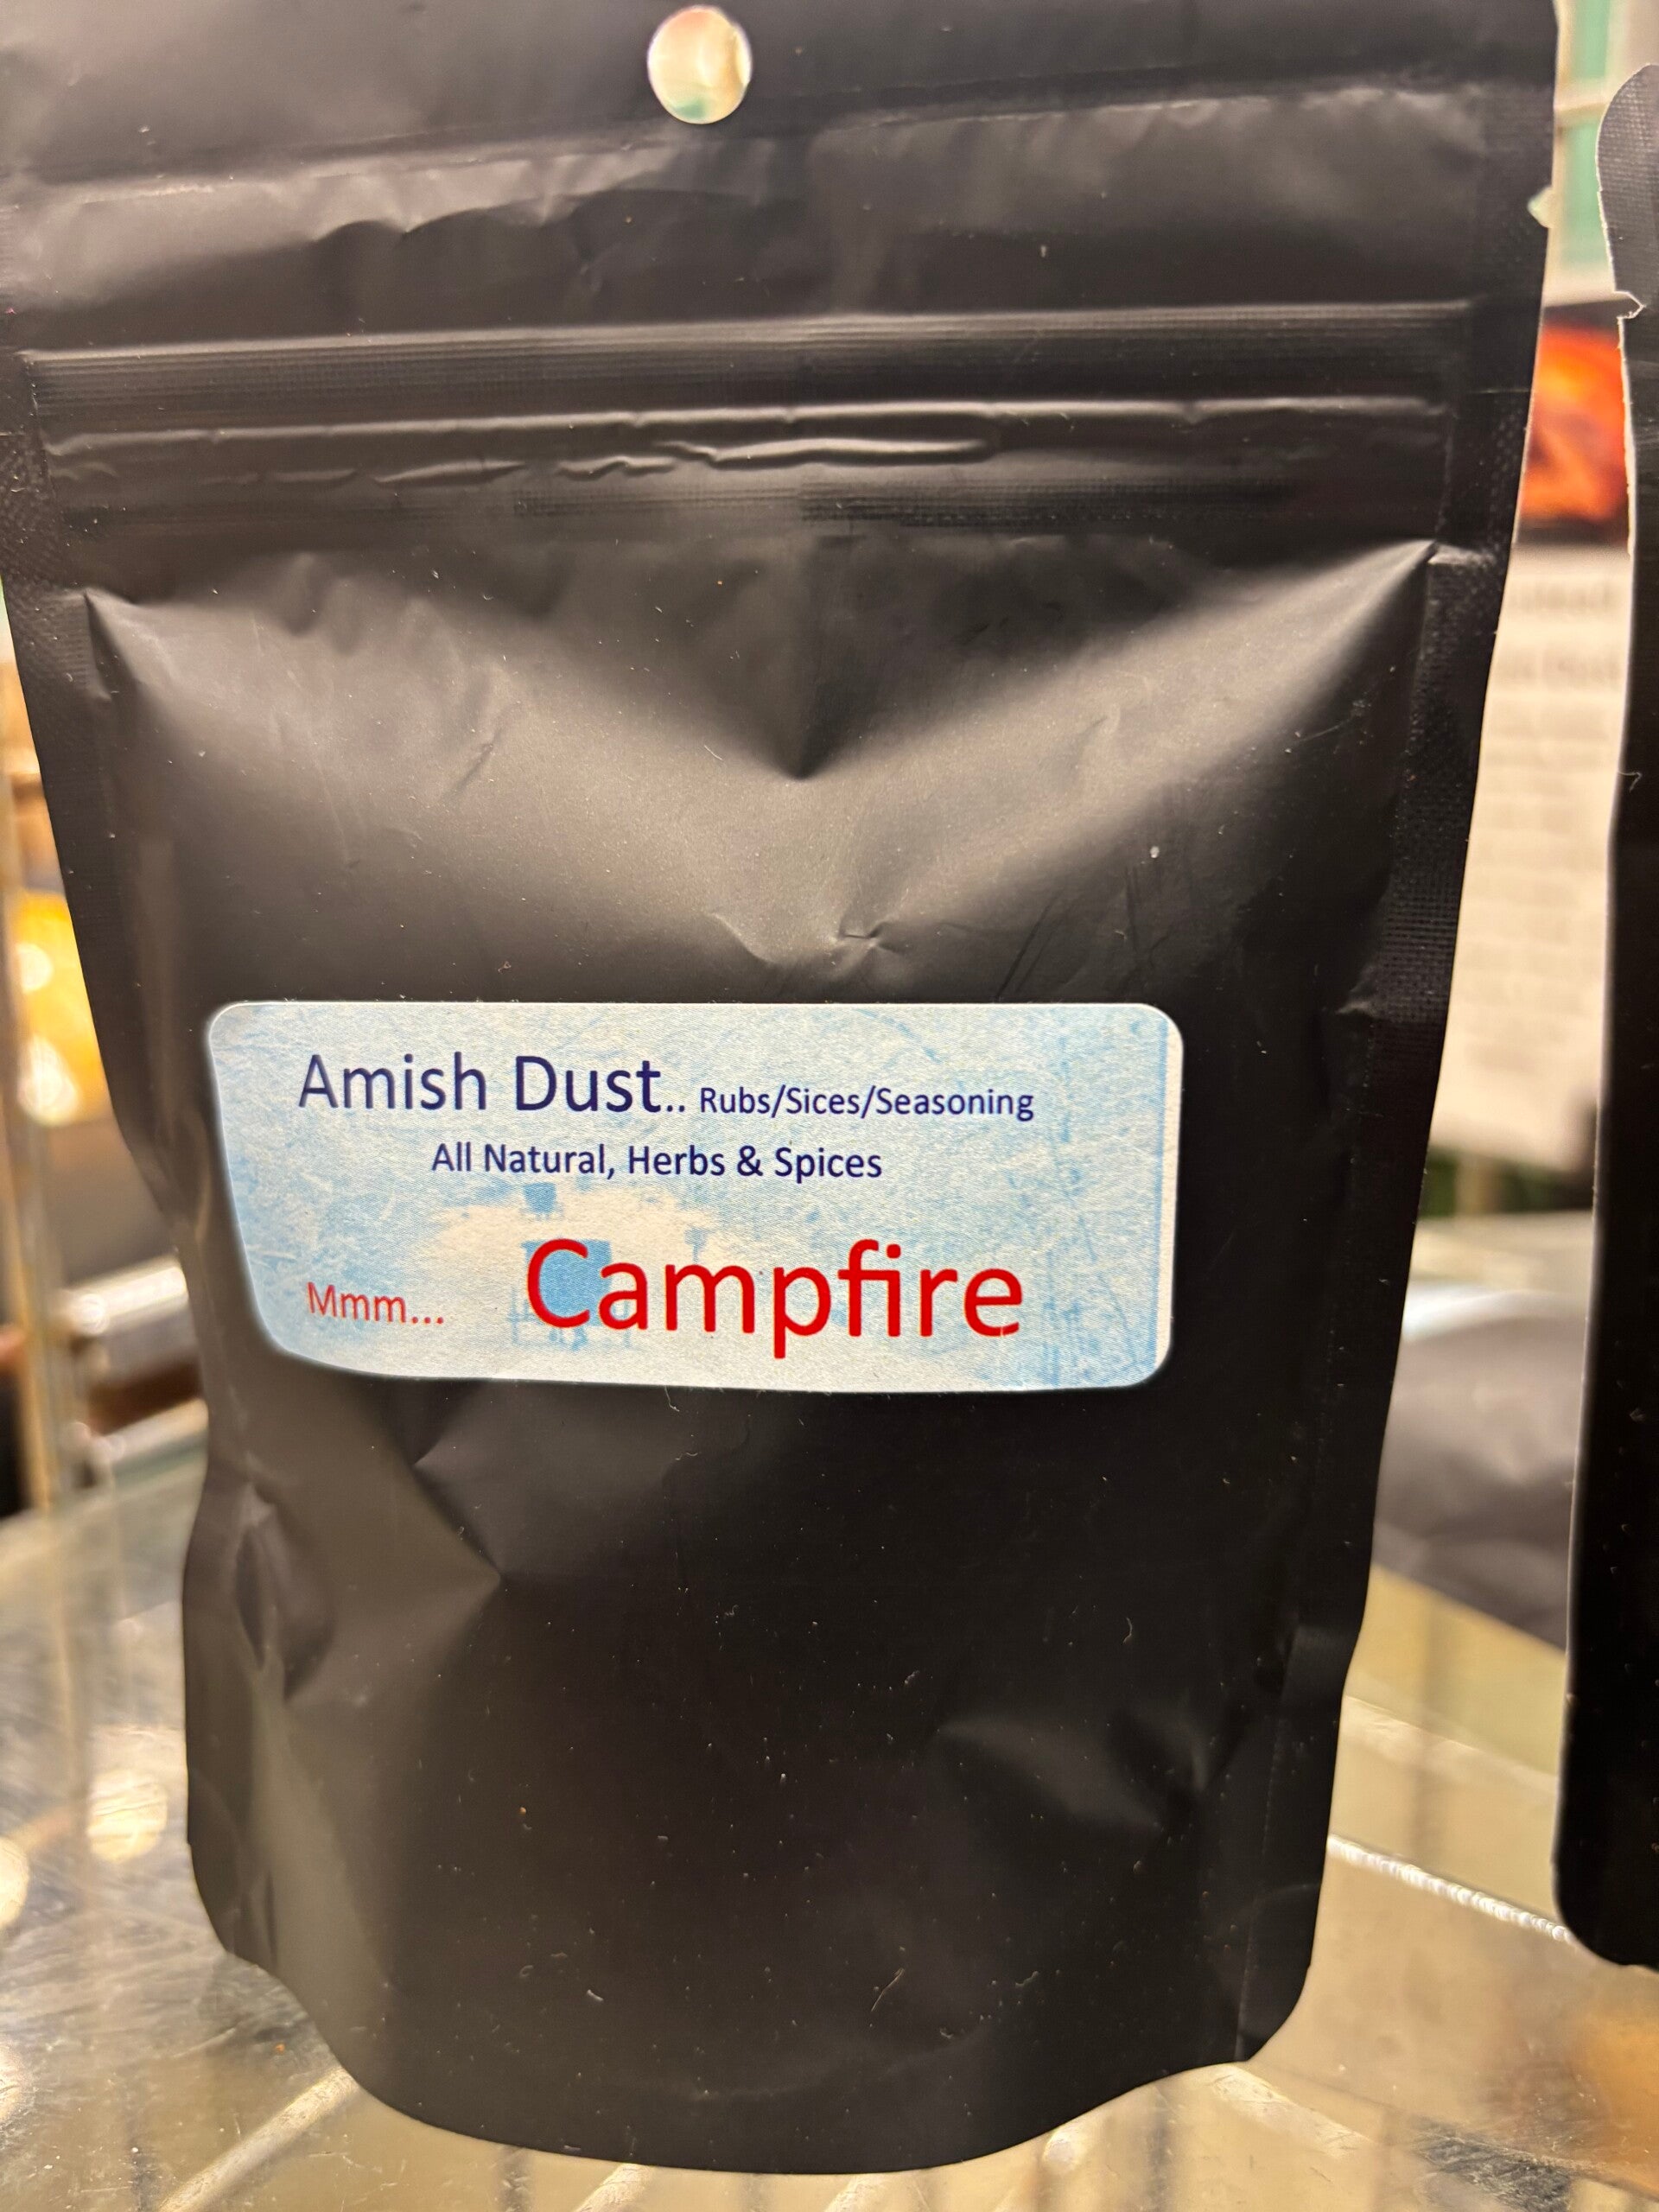 Amish Dust.. Rubs/Sices/Seasoning
All Natural, Herbs & Spices
Mmm... Campfire